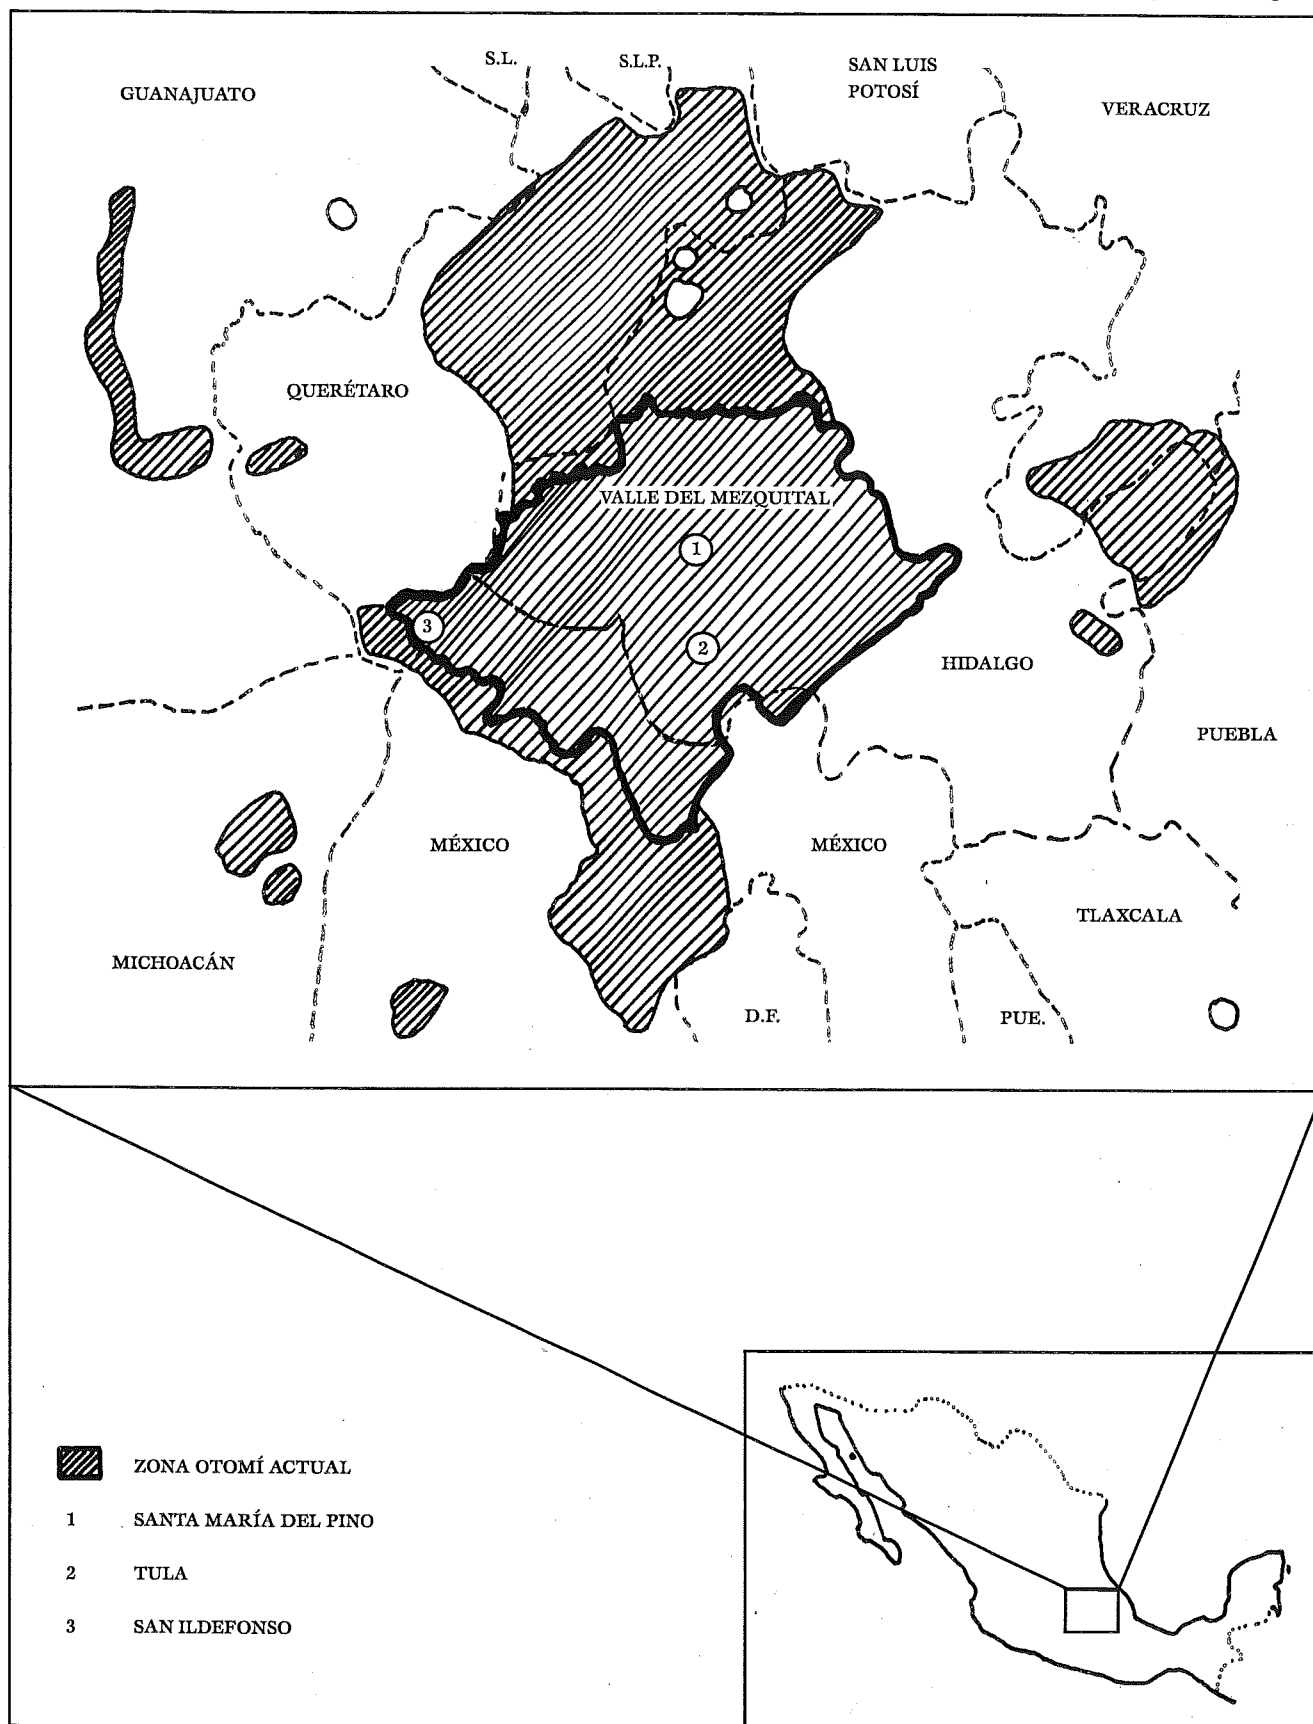 S.L.
S.L.P.
SAN LUIS
POTOSÍ
GUANAJUATO
VERACRUZ
QUERÉTARO
VALLE DEL MEZQUITAL
1
3
2
HIDALGO
PUEBLA
MÉXICO
MÉXICO
TLAXCALA
MICHOACÁN
D.F.
PUE.
ZONA OTOMÍ ACTUAL
1 SANTA MARÍA DEL PINO
2 TULA
3 SAN ILDEFONSO